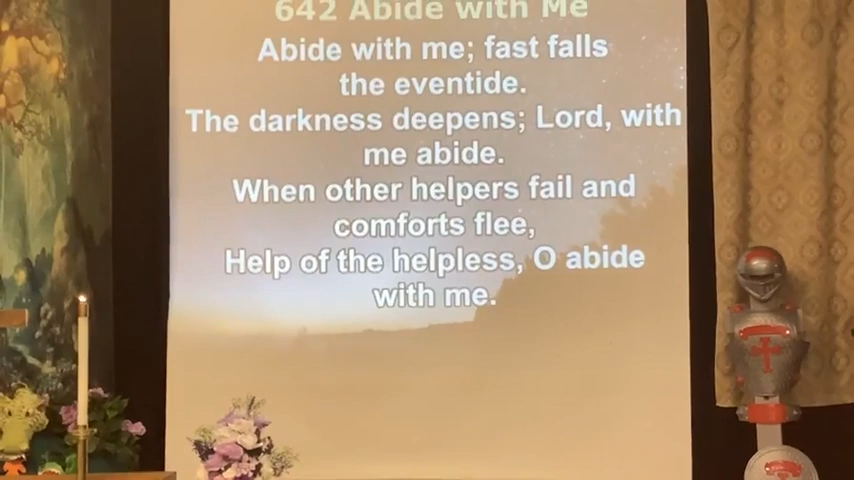 642 Abide with Me
Abide with me; fast falls
the eventide.
The darkness deepens; Lord, with
me abide.
When other helpers fail and
comforts flee,
Help of the helpless, O abide
with me.